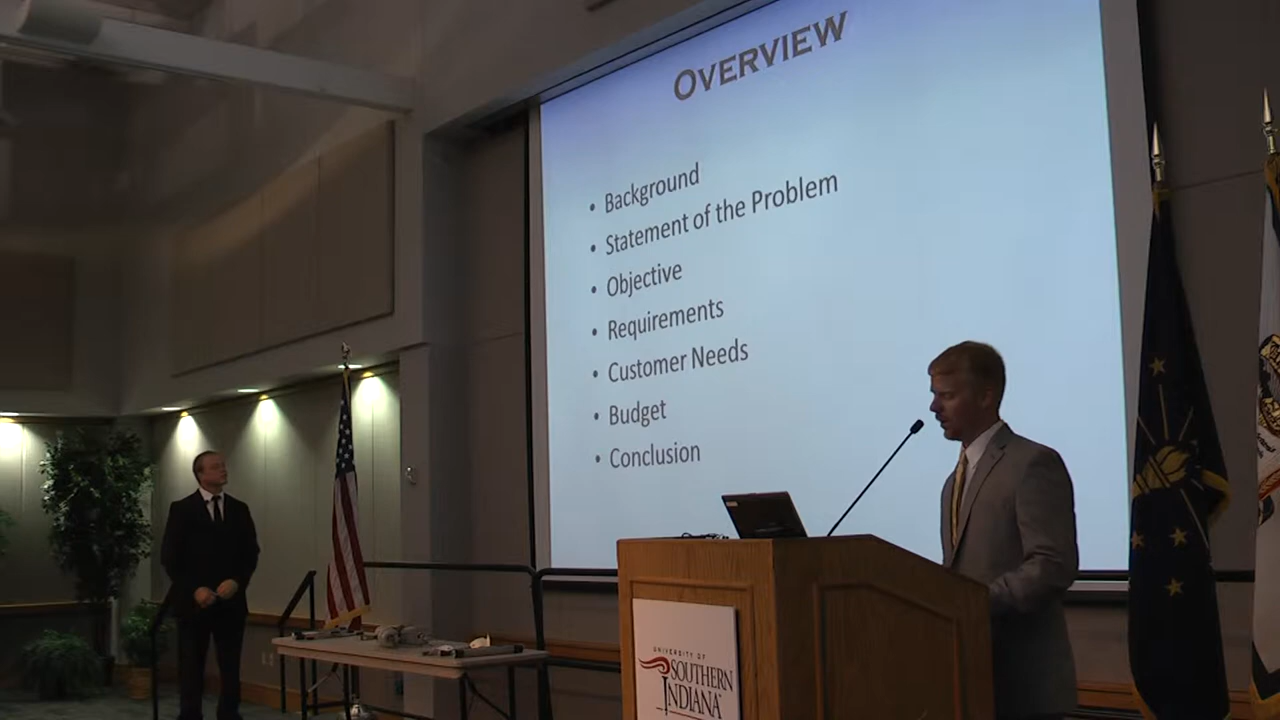 OVERVIEW
• Background
• Statement of the Problem
• Objective
• Requirements
• Customer Needs
• Budget
• Conclusion
UNIVERSITY OF
SOUTHERN
INDIANA